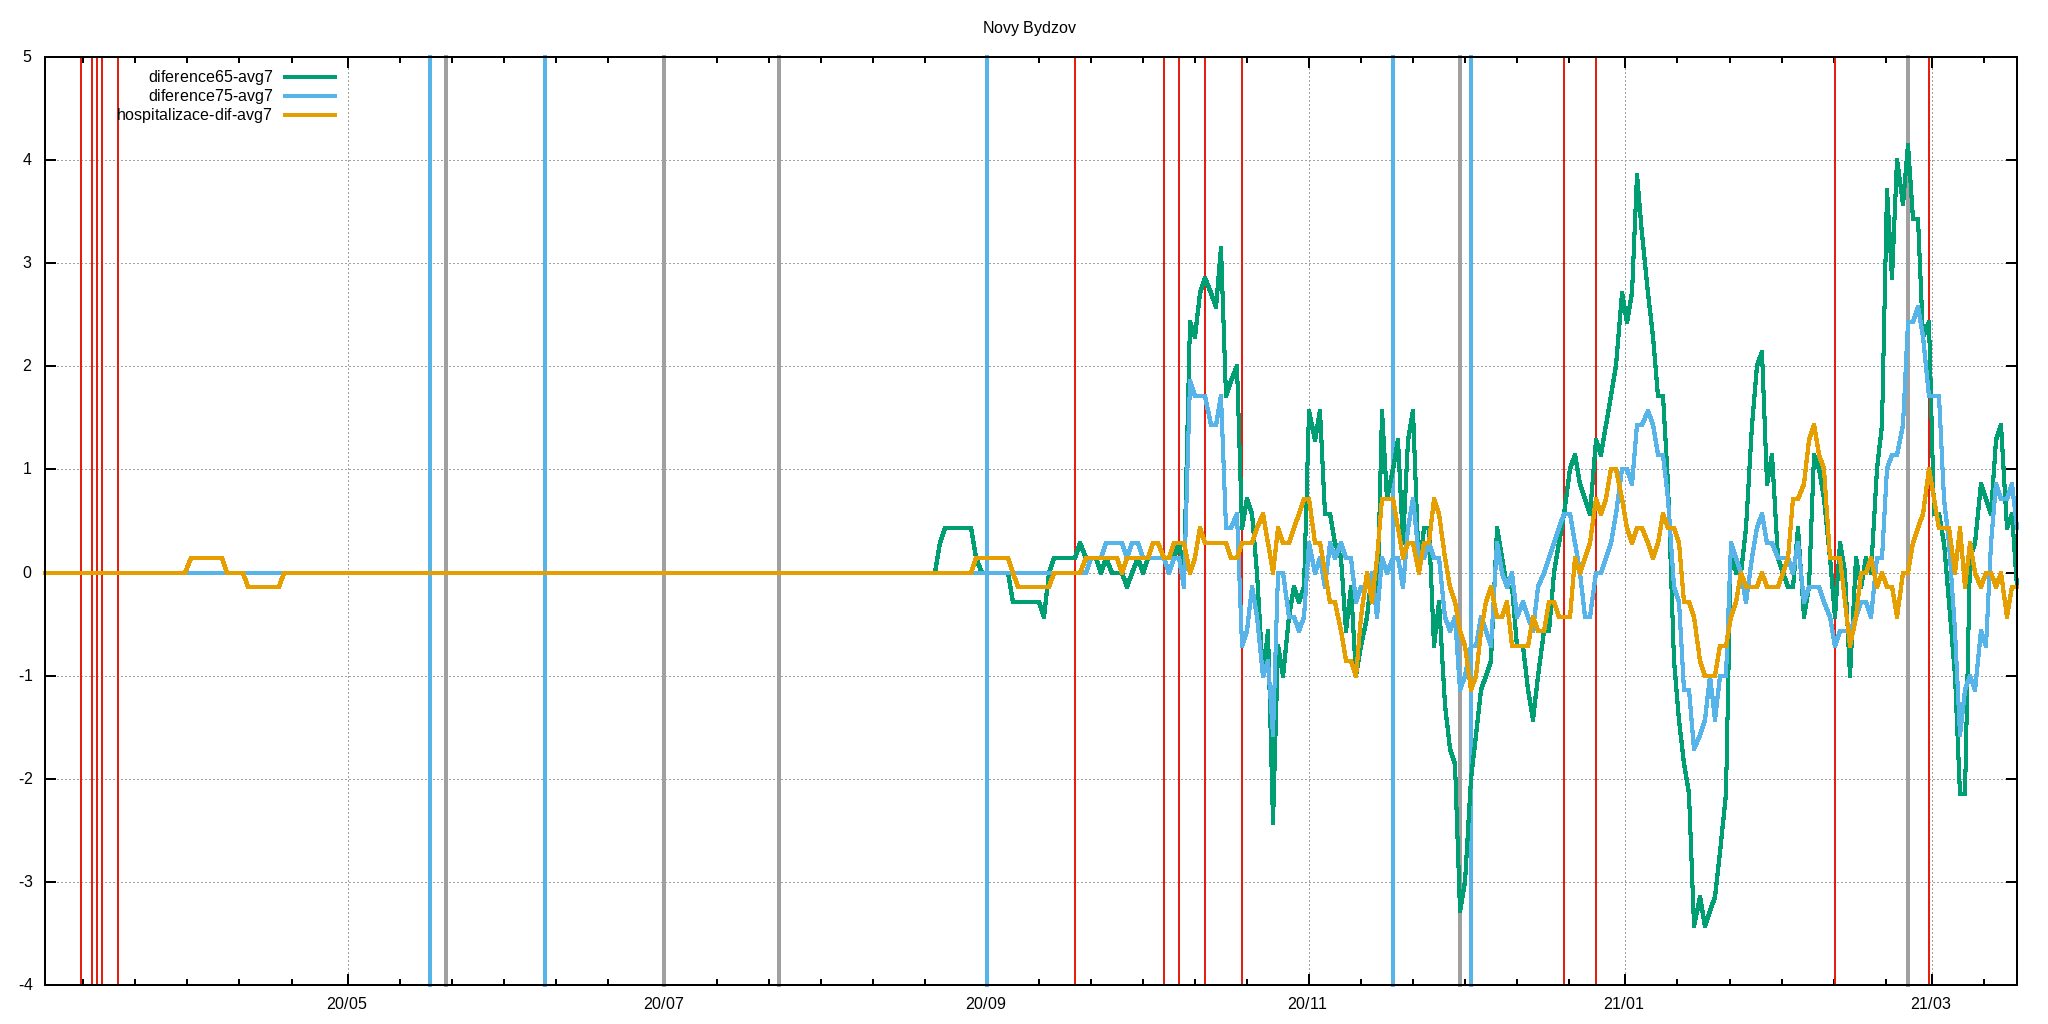 Novy Bydzov
5
diference65-avg7
diference75-avg7
hospitalizace-dif-avg7
4
3
2
1
0
-1
-2
-3
-4
20/05 20/07 20/09 20/11 21/01 21/03